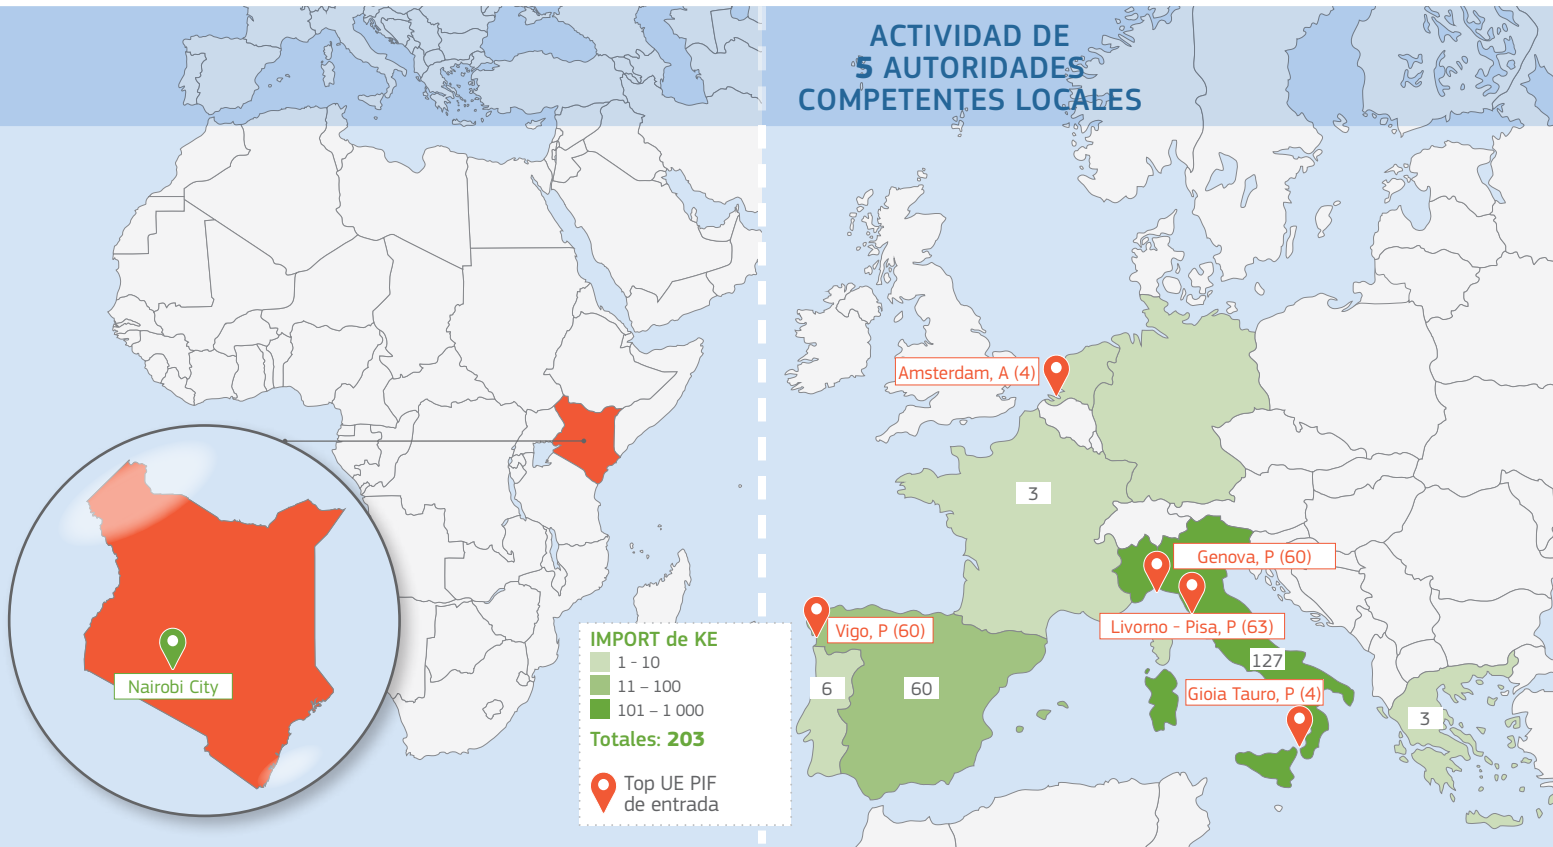 ACTIVIDAD DE
5 AUTORIDADES
COMPETENTES LOCALES
Amsterdam, A (4)
3
Genova, P (60)
Livorno - Pisa, P (63)
Vigo, P (60)
127
6
60
Gioia Tauro, P (4)
3
Nairobi City
IMPORT de KE
1 - 10
11 – 100
101 – 1 000
Totales: 203
Top UE PIF
de entrada